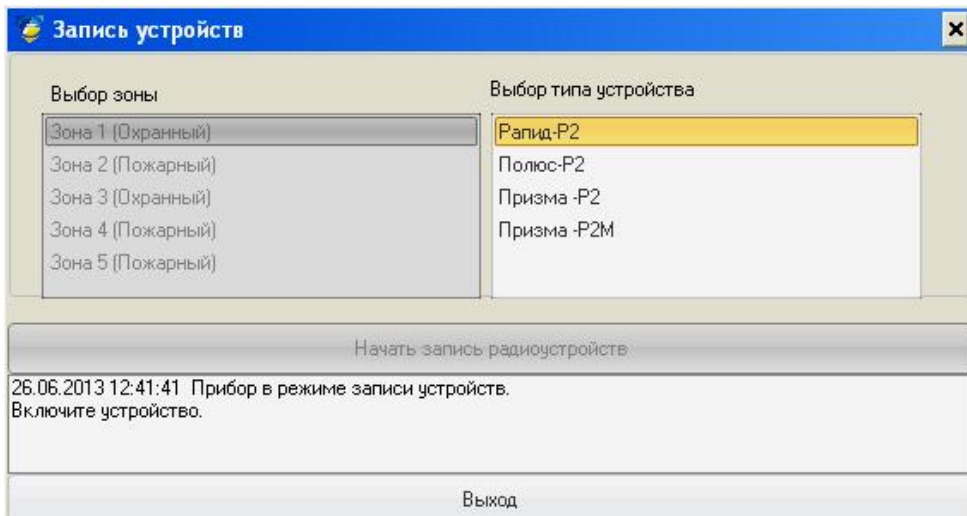 Запись устройств
Выбор зоны
Зона 1 (Охранный)
Зона 2 (Пожарный)
Зона 3 (Охранный)
Зона 4 (Пожарный)
Зона 5 (Пожарный)
Выбор типа устройства
Рапид-Р2
Полюс-Р2
Призма -Р2
Призма -Р2М
Начать запись радиоустройств
26.06.2013 12:41:41 Прибор в режиме записи устройств.
Включите устройство.
Выход